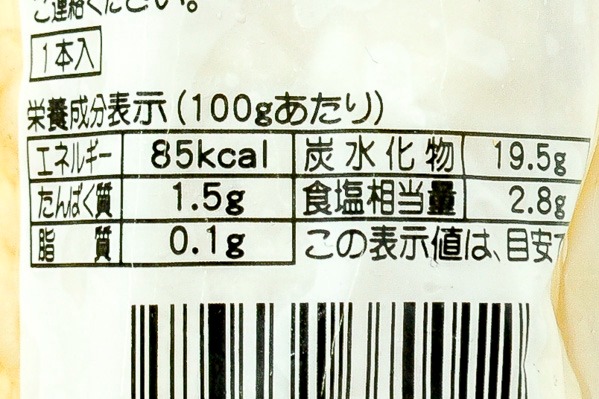 ご連絡ください。
1本入
栄養成分表示(100gあたり)
エネルギー 85kcal 炭水化物 19.5g
たんぱく質 1.5g 食塩相当量 2.8g
脂質 0.1g この表示値は、目安で